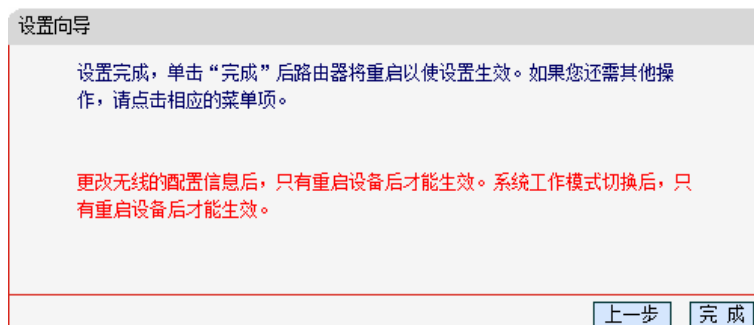 设置向导
设置完成，单击“完成”后路由器将重启以使设置生效。如果您还需其他操
作，请点击相应的菜单项。
更改无线的配置信息后，只有重启设备后才能生效。系统工作模式切换后，只
有重启设备后才能生效。
上一步 完 成